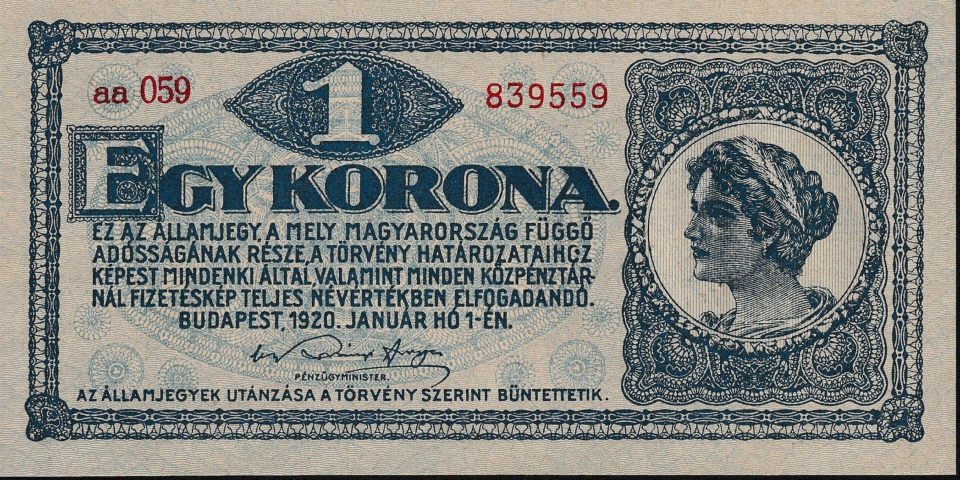 aa 059
1
839559
EGY KORONA.
EZ AZ ÁLLAMJEGY, A MELY MAGYARORSZÁG FÜGGŐ
ADÓSSÁGÁNAK RÉSZE, A TÖRVÉNY HATÁROZATAIHOZ
KÉPEST MINDENKI ÁLTAL, VALAMINT MINDEN KÖZPÉNZTÁR-
NÁL FIZETÉSKÉP TELJES NÉVÉRTÉKBEN ELFOGADANDÓ.
BUDAPEST, 1920. JANUÁR HÓ 1-ÉN.
PÉNZÜGYMINISTER.
AZ ÁLLAMJEGYEK UTÁNZÁSA A TÖRVÉNY SZERINT BÜNTETTETIK.